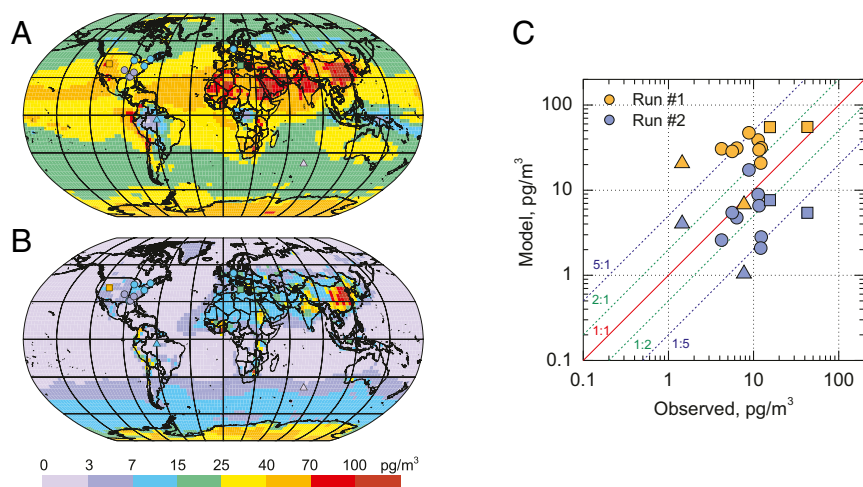 A
B
0 3 7 15 25 40 70 100 pg/m³
C
Run #1
Run #2
Model, pg/m³
100
10
1
0.1
5:1
2:1
1:1
1:2
1:5
0.1 1 10 100
Observed, pg/m³